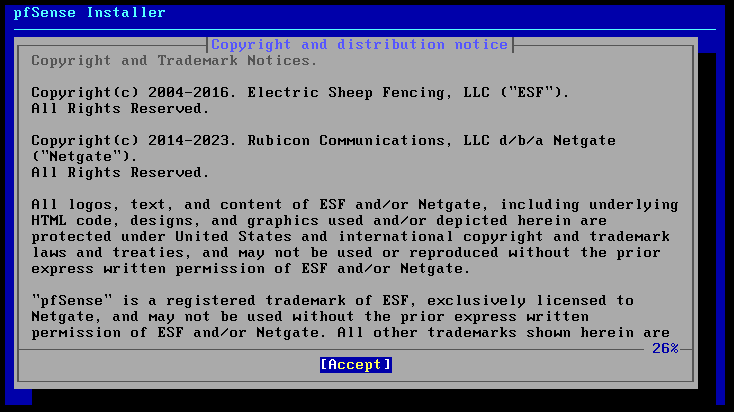 pfSense Installer
Copyright and distribution notice
Copyright and Trademark Notices.
Copyright(c) 2004-2016. Electric Sheep Fencing, LLC ("ESF").
All Rights Reserved.
Copyright(c) 2014-2023. Rubicon Communications, LLC d/b/a Netgate
("Netgate").
All Rights Reserved.
All logos, text, and content of ESF and/or Netgate, including underlying
HTML code, designs, and graphics used and/or depicted herein are
protected under United States and international copyright and trademark
laws and treaties, and may not be used or reproduced without the prior
express written permission of ESF and/or Netgate.
"pfSense" is a registered trademark of ESF, exclusively licensed to
Netgate, and may not be used without the prior express written
permission of ESF and/or Netgate. All other trademarks shown herein are
26%
[Accept]